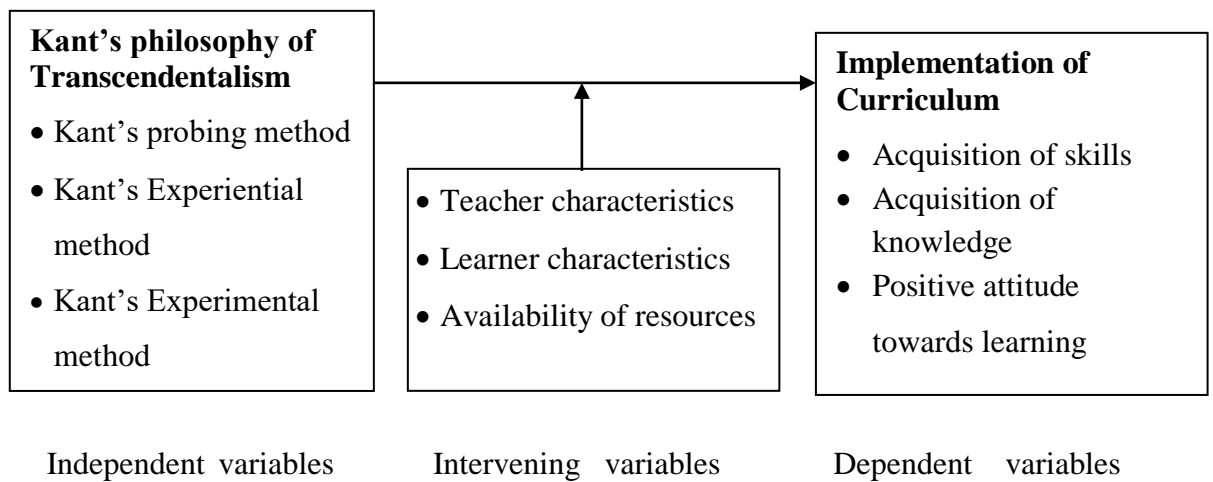 Kant’s philosophy of
Transcendentalism
• Kant’s probing method
• Kant’s Experiential
method
• Kant’s Experimental
method
• Teacher characteristics
• Learner characteristics
• Availability of resources
Implementation of
Curriculum
• Acquisition of skills
• Acquisition of
knowledge
• Positive attitude
towards learning
Independent variables
Intervening variables
Dependent variables